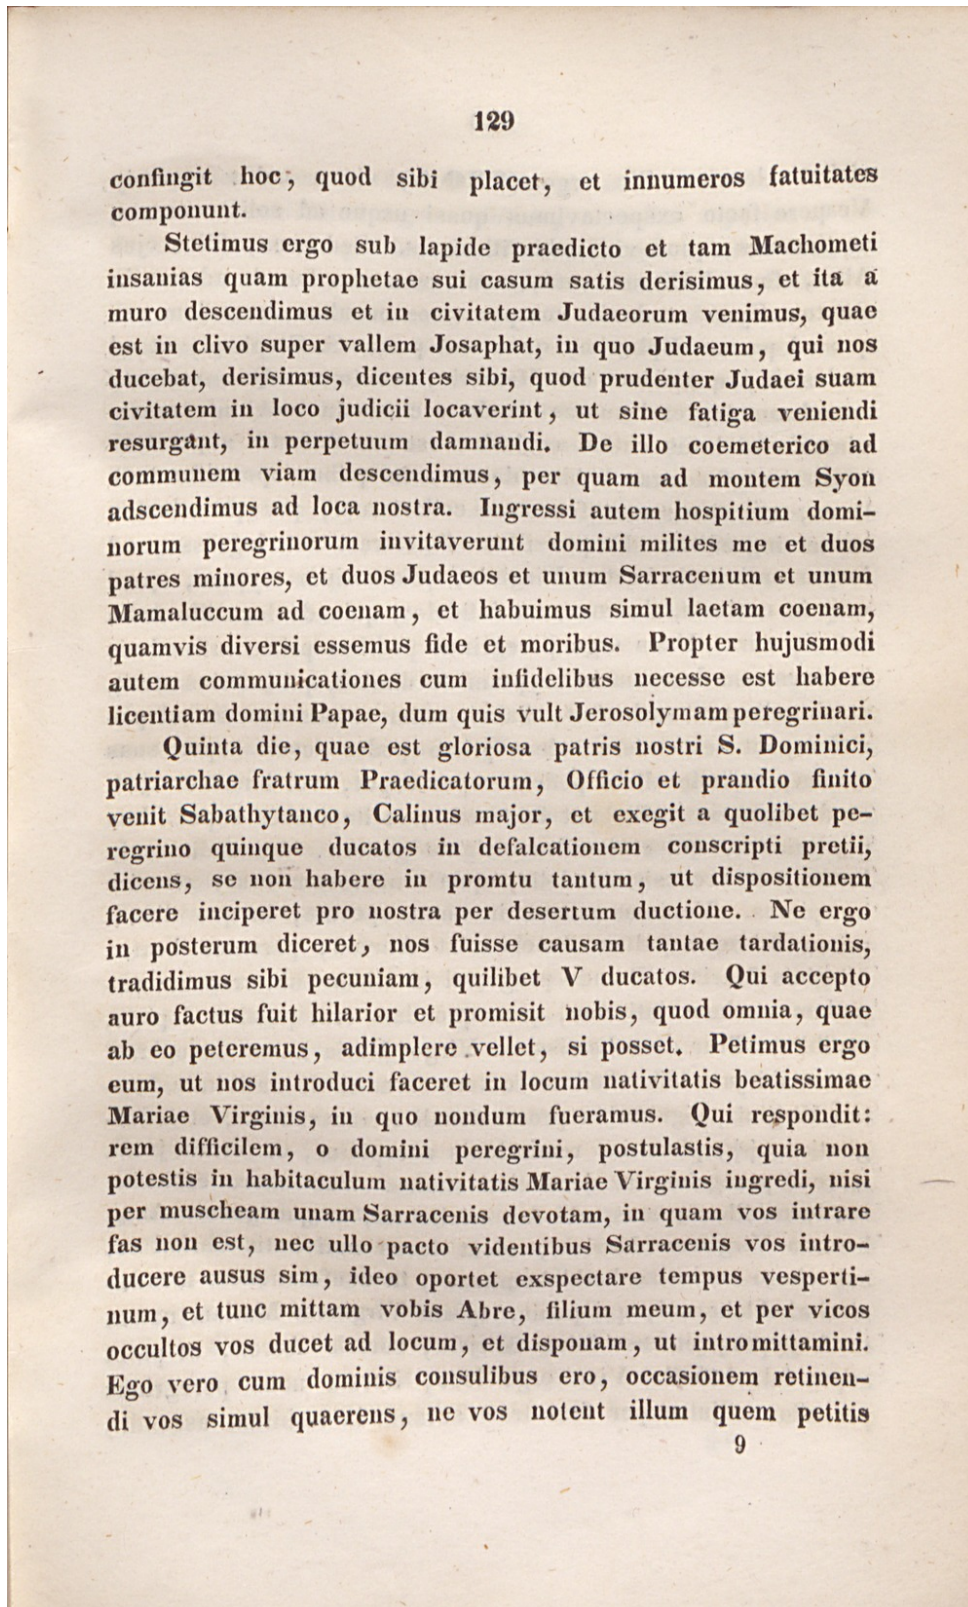 129
confingit hoc, quod sibi placet, et innumeros fatuitates
componunt.
Stetimus ergo sub lapide praedicto et tam Machometi
insanias quam prophetae sui casum satis derisimus, et ita a
muro descendimus et in civitatem Judaeorum venimus, quae
est in clivo super vallem Josaphat, in quo Judaeum, qui nos
ducebat, derisimus, dicentes sibi, quod prudenter Judaei suam
civitatem in loco judicii locaverint, ut sine fatiga veniendi
resurgant, in perpetuum damnandi. De illo coemeterico ad
communem viam descendimus, per quam ad montem Syon
adscendimus ad loca nostra. Ingressi autem hospitium domi-
norum peregrinorum invitaverunt domini milites me et duos
patres minores, et duos Judaeos et unum Sarracenum et unum
Mamaluccum ad coenam, et habuimus simul laetam coenam,
quamvis diversi essemus fide et moribus. Propter hujusmodi
autem communicationes cum infidelibus necesse est habere
licentiam domini Papae, dum quis vult Jerosolymam peregrinari.
Quinta die, quae est gloriosa patris nostri S. Dominici,
patriarchae fratrum Praedicatorum, Officio et prandio finito
venit Sabathytanco, Calinus major, et exegit a quolibet pe-
regrino quinque ducatos in defalcationem conscripti pretii,
dicens, se non habere in promtu tantum, ut dispositionem
facere inciperet pro nostra per desertum ductione. Ne ergo
in posterum diceret, nos fuisse causam tantae tardationis,
tradidimus sibi pecuniam, quilibet V ducatos. Qui accepto
auro factus fuit hilarior et promisit nobis, quod omnia, quae
ab eo peteremus, adimplere vellet, si posset. Petimus ergo
eum, ut nos introduci faceret in locum nativitatis beatissimae
Mariae Virginis, in quo nondum fueramus. Qui respondit:
rem difficilem, o domini peregrini, postulastis, quia non
potestis in habitaculum nativitatis Mariae Virginis ingredi, nisi
per muscheam unam Sarracenis devotam, in quam vos intrare
fas non est, nec ullo pacto videntibus Sarracenis vos intro-
ducere ausus sim, ideo oportet exspectare tempus vesperti-
num, et tunc mittam vobis Abre, filium meum, et per vicos
occultos vos ducet ad locum, et disponam, ut intromittamini.
Ego vero cum dominis consulibus ero, occasionem retinen-
di vos simul quaerens, ne vos notent illum quem petitis
9